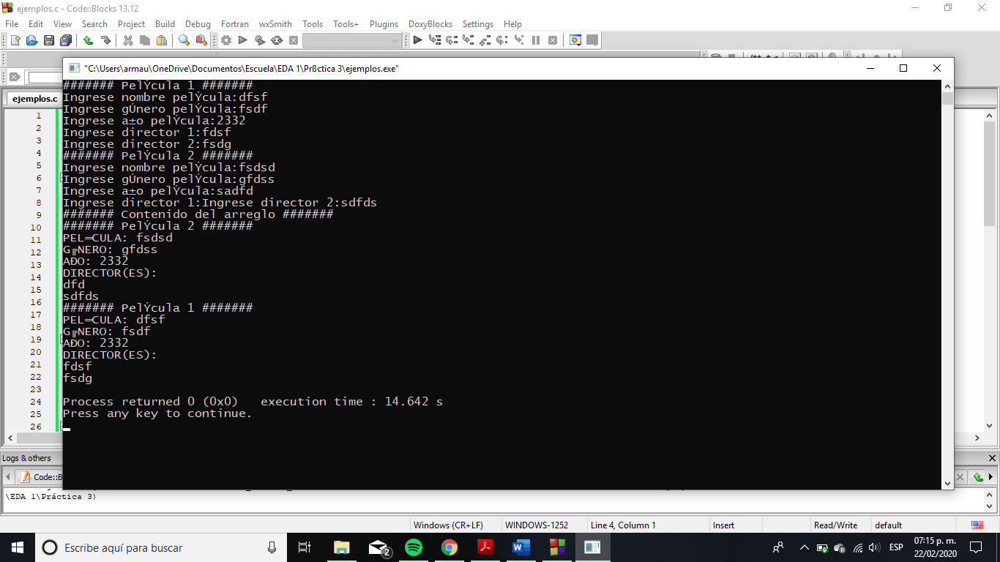 ejemplos.c - Code::Blocks 13.12
File Edit View Search Project Build Debug Fortran wxSmith Tools Tools+ Plugins DoxyBlocks Settings Help
"C:\Users\armau\OneDrive\Documentos\Escuela\EDA 1\Prßctica 3\ejemplos.exe"
ejemplos.c
1
2
3
4
5
6
7
8
9
10
11
12
13
14
15
16
17
18
19
20
21
22
23
24
25
26
####### PelÝcula 1 #######
Ingrese nombre pelÝcula:dfsf
Ingrese gÚnero pelÝcula:fsdf
Ingrese a±o pelÝcula:2332
Ingrese director 1:fdsf
Ingrese director 2:fsdg
####### PelÝcula 2 #######
Ingrese nombre pelÝcula:fsdsd
Ingrese gÚnero pelÝcula:gfdss
Ingrese a±o pelÝcula:sadfd
Ingrese director 1:Ingrese director 2:sdfds
####### Contenido del arreglo #######
####### PelÝcula 2 #######
PEL═CULA: fsdsd
G╔NERO: gfdss
AÐO: 2332
DIRECTOR(ES):
dfd
sdfds
####### PelÝcula 1 #######
PEL═CULA: dfsf
G╔NERO: fsdf
AÐO: 2332
DIRECTOR(ES):
fdsf
fsdg
Process returned 0 (0x0)   execution time : 14.642 s
Press any key to continue.
Logs & others
Code::B
\EDA 1\Práctica 3)
Windows (CR+LF) WINDOWS-1252 Line 4, Column 1 Insert Read/Write default
Escribe aquí para buscar
2
ESP
07:15 p. m.
22/02/2020